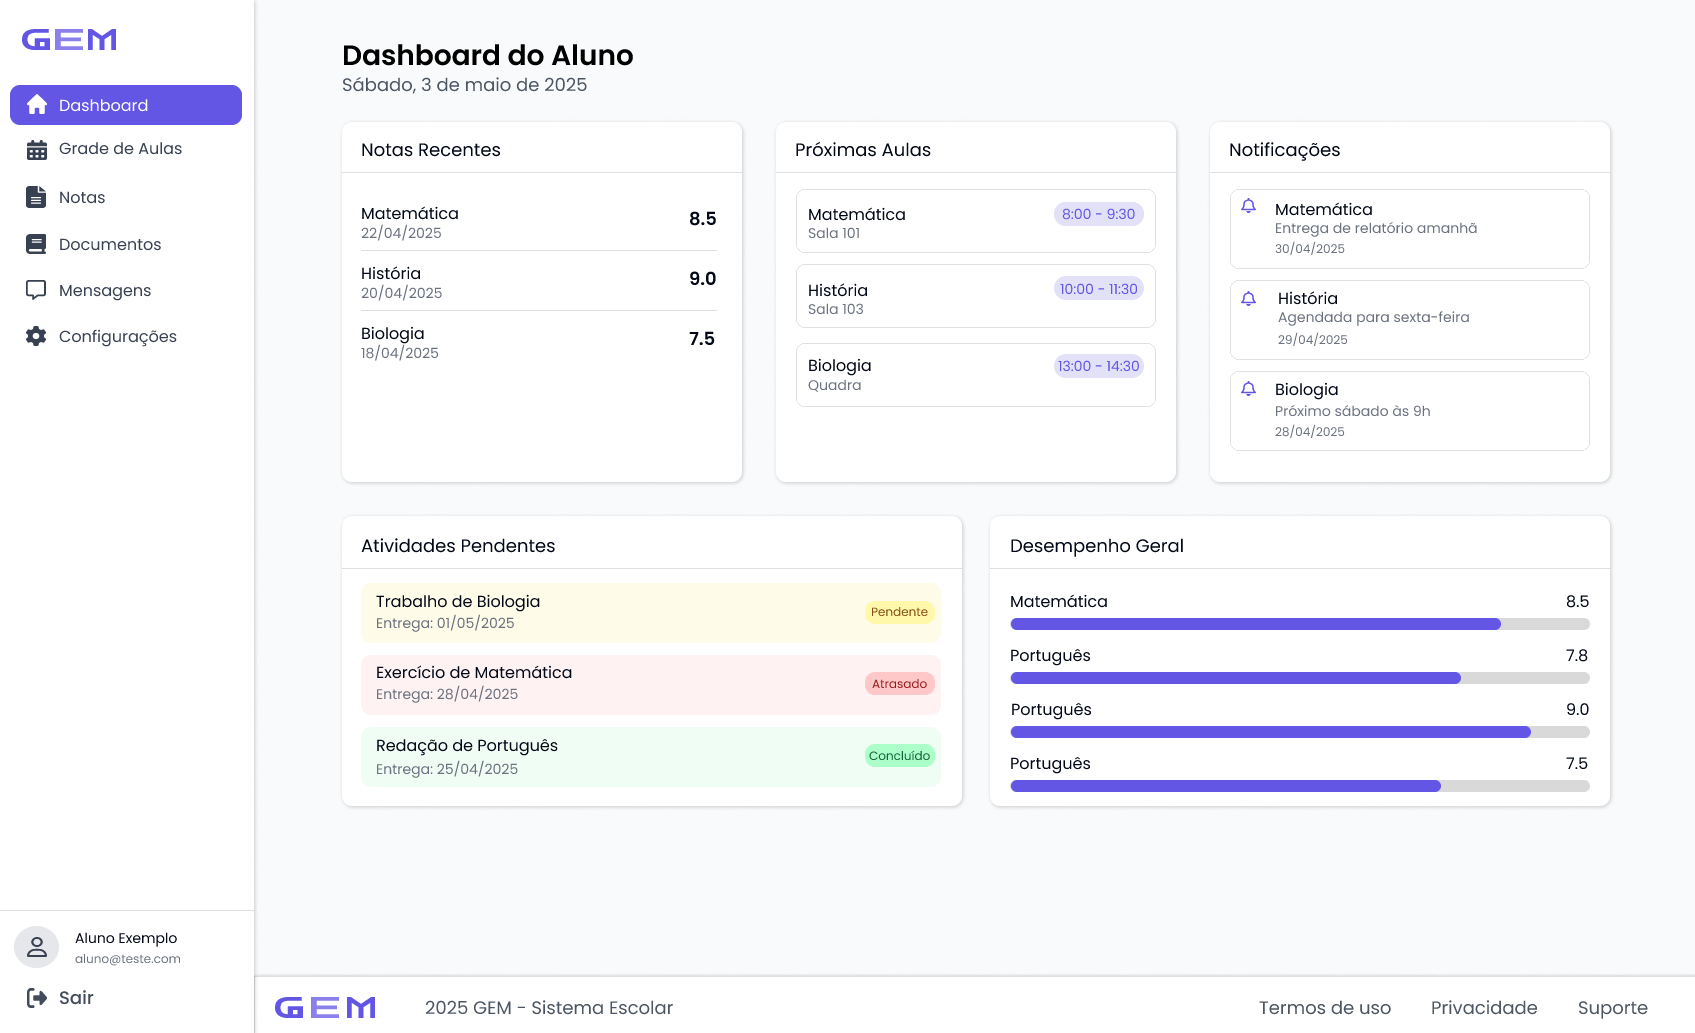 GEM
Dashboard
Grade de Aulas
Notas
Documentos
Mensagens
Configurações
Aluno Exemplo
aluno@teste.com
Sair
Dashboard do Aluno
Sábado, 3 de maio de 2025
Notas Recentes
Matemática
8.5
22/04/2025
História
9.0
20/04/2025
Biologia
7.5
18/04/2025
Próximas Aulas
Matemática
8:00 - 9:30
Sala 101
História
10:00 - 11:30
Sala 103
Biologia
13:00 - 14:30
Quadra
Notificações
Matemática
Entrega de relatório amanhã
30/04/2025
História
Agendada para sexta-feira
29/04/2025
Biologia
Próximo sábado às 9h
28/04/2025
Atividades Pendentes
Trabalho de Biologia
Entrega: 01/05/2025
Pendente
Exercício de Matemática
Entrega: 28/04/2025
Atrasado
Redação de Português
Entrega: 25/04/2025
Concluído
Desempenho Geral
Matemática 8.5
Português 7.8
Português 9.0
Português 7.5
GEM
2025 GEM - Sistema Escolar
Termos de uso
Privacidade
Suporte